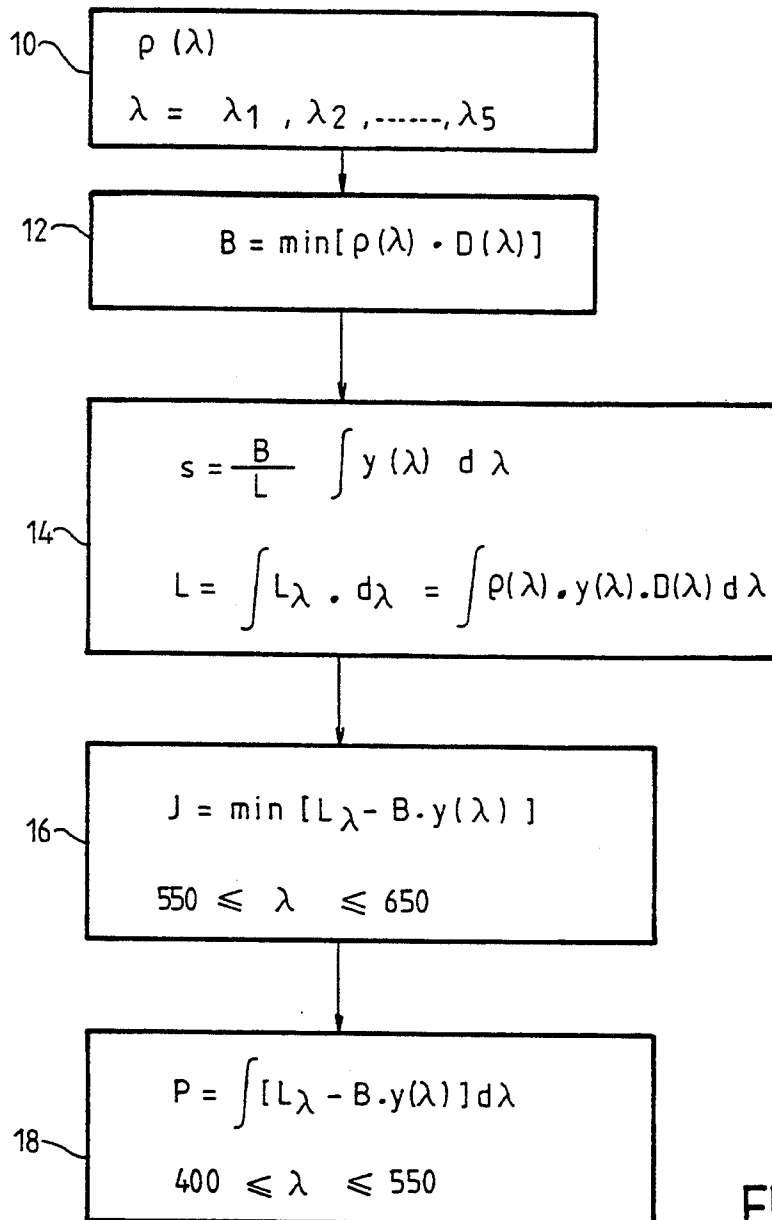 10
ρ (λ)
λ = λ1 , λ2 ,------, λ5
12
B = min[ρ(λ) • D(λ)]
14
s = B/L ∫ y (λ) d λ
L = ∫ Lλ • dλ = ∫ ρ(λ).y(λ).D(λ) d λ
16
J = min [Lλ - B.y(λ) ]
550 ⩽ λ ⩽ 650
18
P = ∫ [Lλ - B.y(λ)] dλ
400 ⩽ λ ⩽ 550